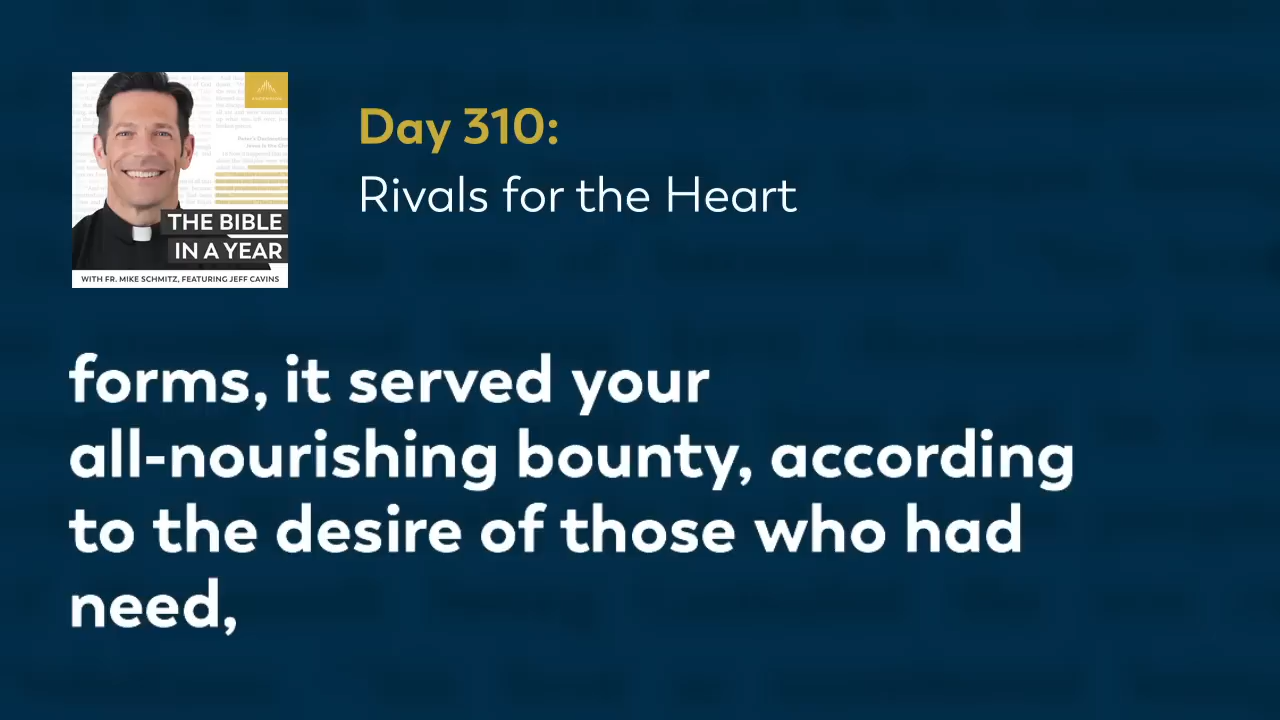 Day 310:
Rivals for the Heart
THE BIBLE
IN A YEAR
WITH FR. MIKE SCHMITZ, FEATURING JEFF CAVINS
forms, it served your
all-nourishing bounty, according
to the desire of those who had
need,